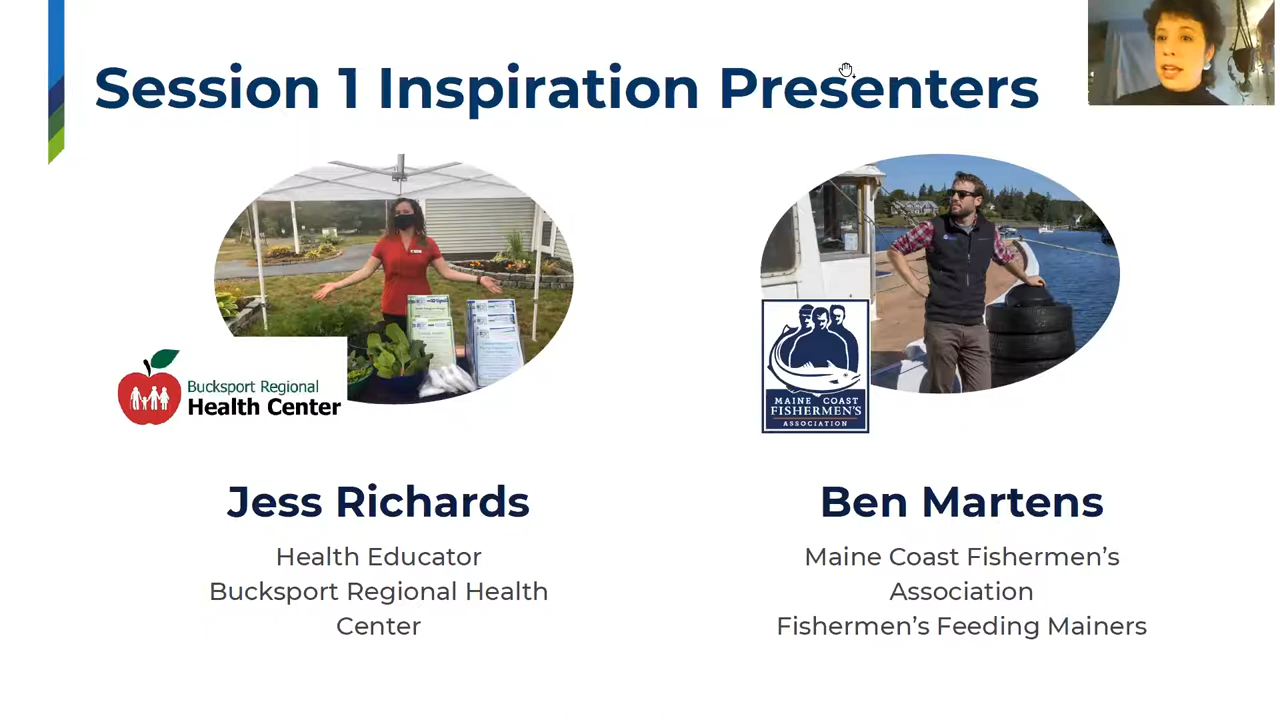 Session 1 Inspiration Presenters
Bucksport Regional
Health Center
MAINE COAST
FISHERMEN'S
ASSOCIATION
Jess Richards
Health Educator
Bucksport Regional Health
Center
Ben Martens
Maine Coast Fishermen’s
Association
Fishermen’s Feeding Mainers